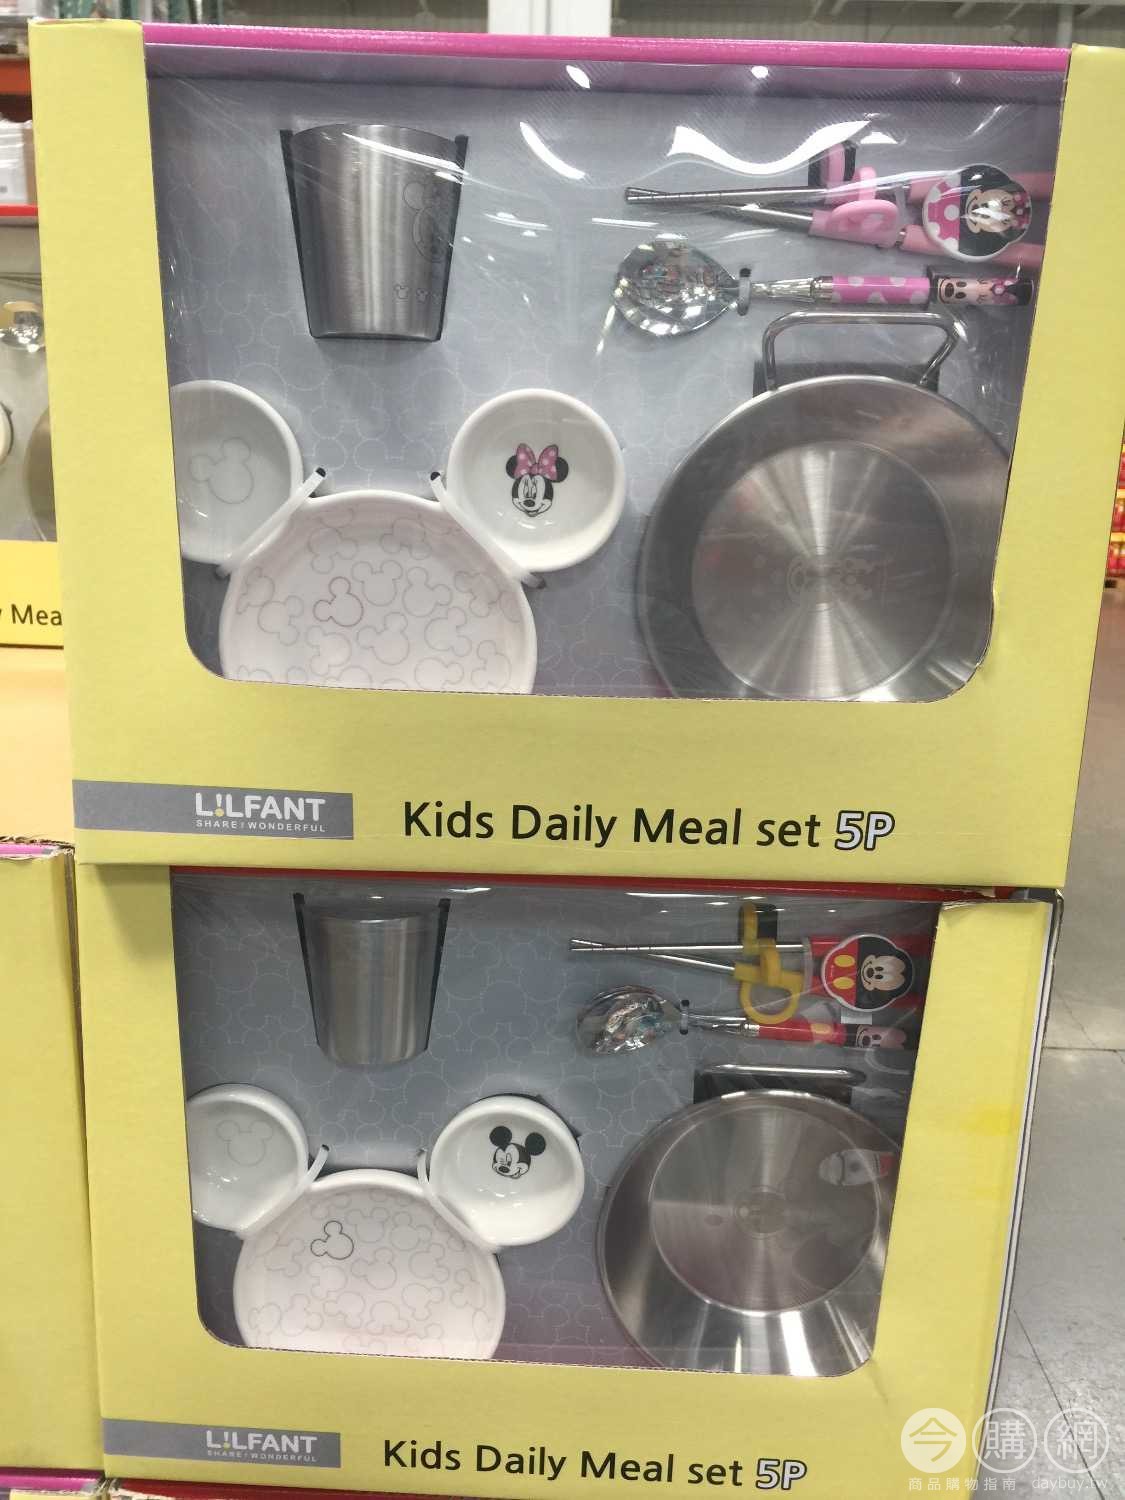 y Mea
L!LFANT
SHARE! WONDERFUL
Kids Daily Meal set 5P
L!LFANT
SHARE! WONDERFUL
Kids Daily Meal set 5P
今購網
商品購物指南 daybuy.tw